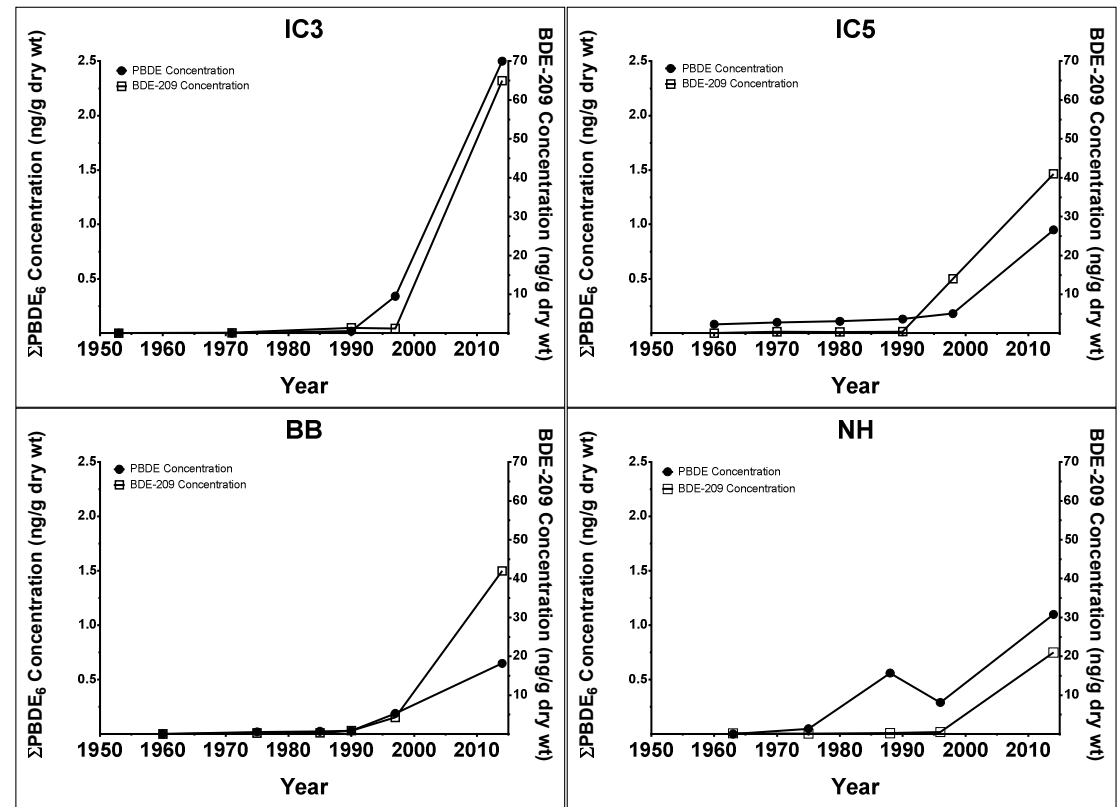 IC3
ΣPBDE₆ Concentration (ng/g dry wt)
BDE-209 Concentration (ng/g dry wt)
PBDE Concentration
BDE-209 Concentration
2.5
2.0
1.5
1.0
0.5
70
60
50
40
30
20
10
1950 1960 1970 1980 1990 2000 2010
Year
IC5
ΣPBDE₆ Concentration (ng/g dry wt)
BDE-209 Concentration (ng/g dry wt)
PBDE Concentration
BDE-209 Concentration
2.5
2.0
1.5
1.0
0.5
70
60
50
40
30
20
10
1950 1960 1970 1980 1990 2000 2010
Year
BB
ΣPBDE₆ Concentration (ng/g dry wt)
BDE-209 Concentration (ng/g dry wt)
PBDE Concentration
BDE-209 Concentration
2.5
2.0
1.5
1.0
0.5
70
60
50
40
30
20
10
1950 1960 1970 1980 1990 2000 2010
Year
NH
ΣPBDE₆ Concentration (ng/g dry wt)
BDE-209 Concentration (ng/g dry wt)
PBDE Concentration
BDE-209 Concentration
2.5
2.0
1.5
1.0
0.5
70
60
50
40
30
20
10
1950 1960 1970 1980 1990 2000 2010
Year